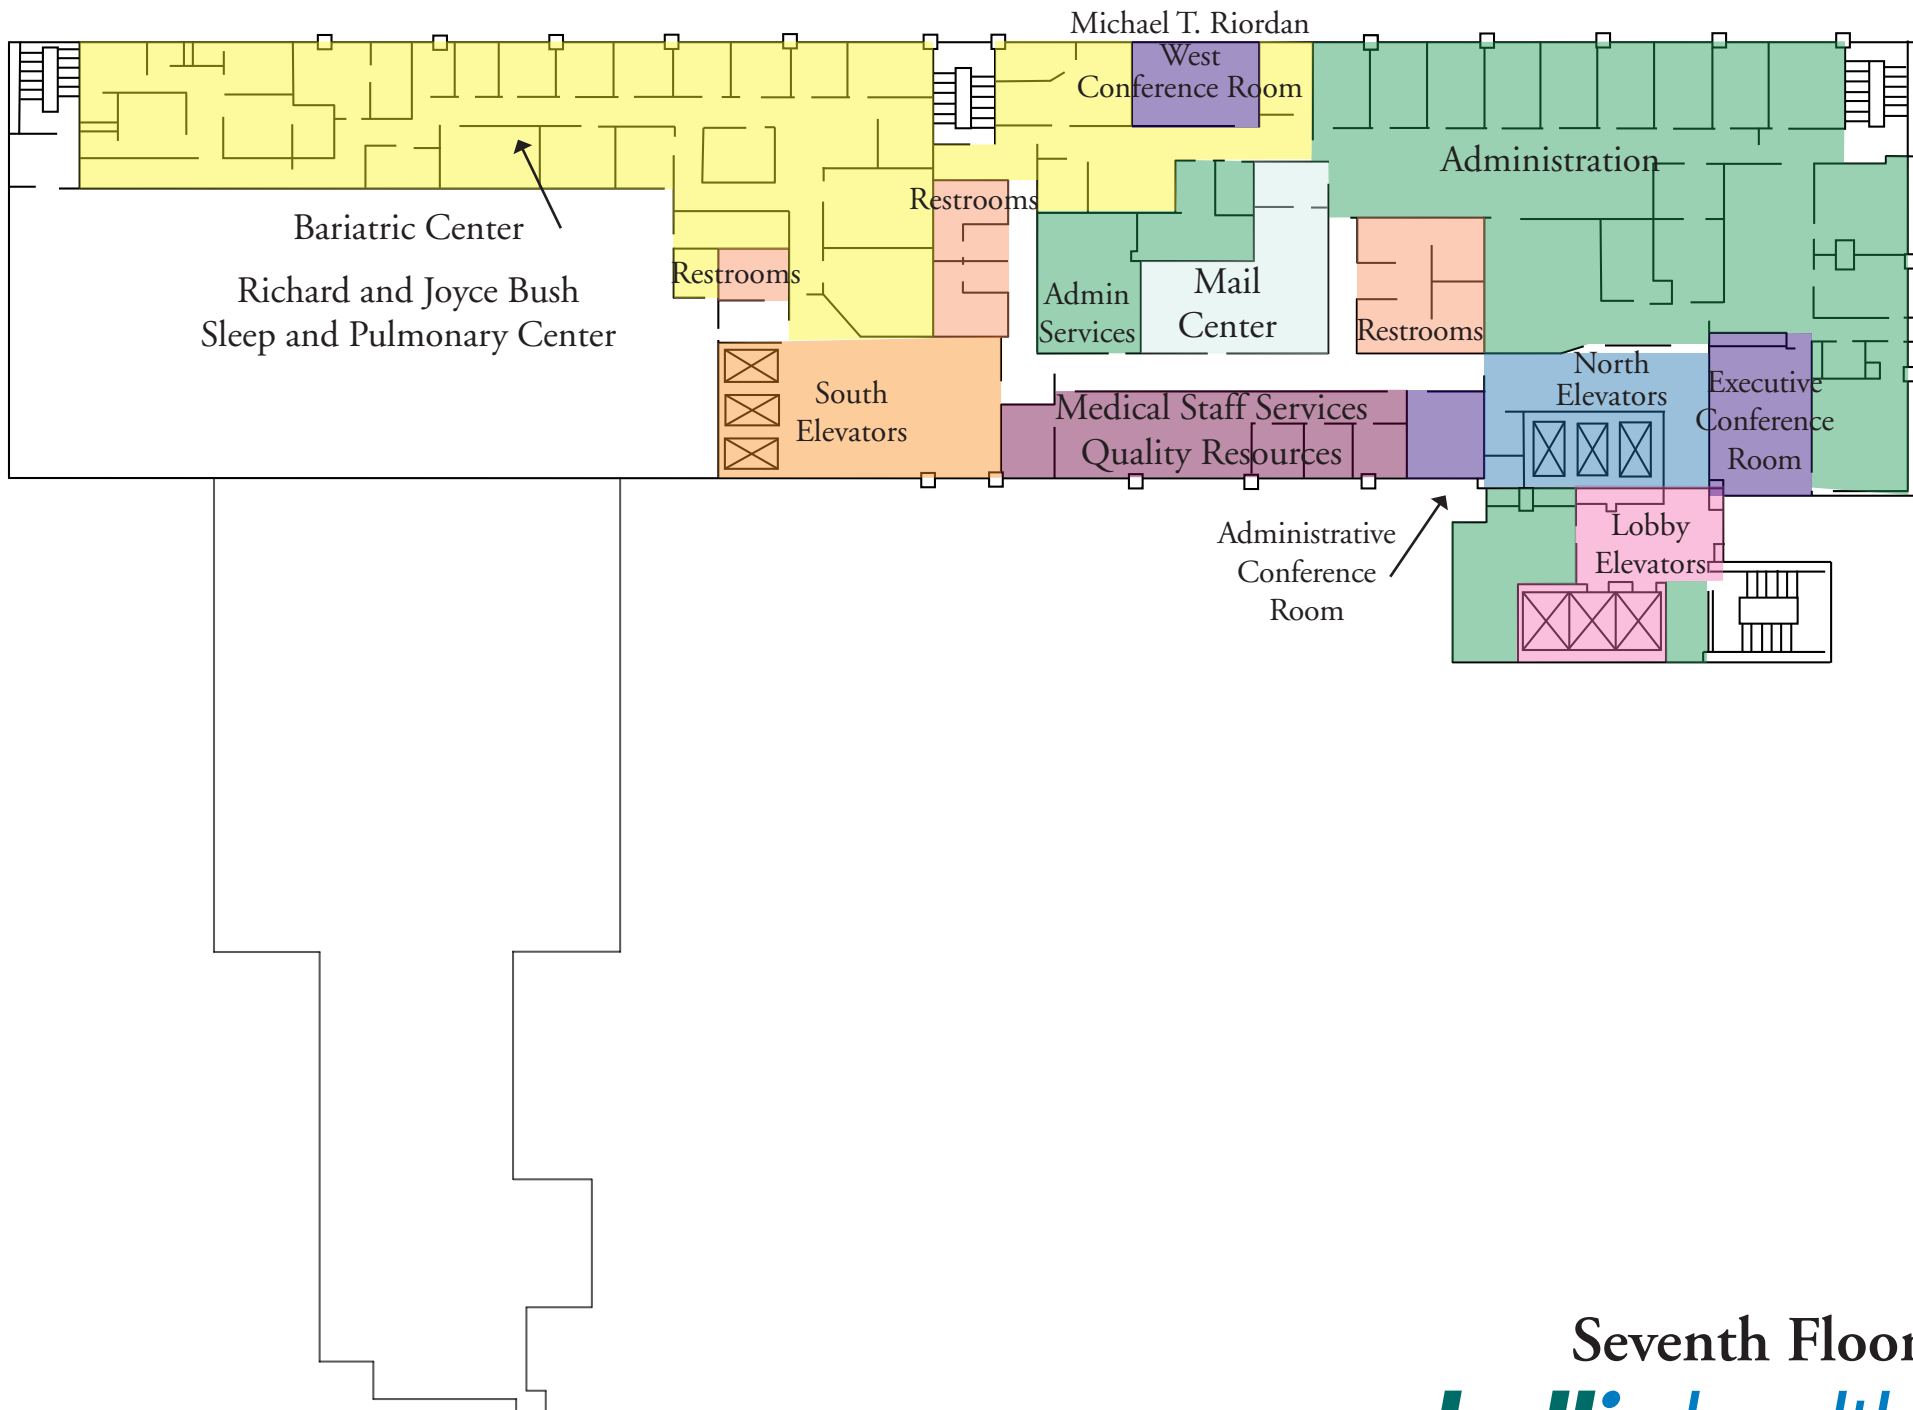 Michael T. Riordan
West
Conference Room
Administration
Restrooms
Bariatric Center
Richard and Joyce Bush
Sleep and Pulmonary Center
Restrooms
Admin
Services
Mail
Center
Restrooms
South
Elevators
Medical Staff Services
Quality Resources
North
Elevators
Executive
Conference
Room
Administrative
Conference
Room
Lobby
Elevators
Seventh Floor